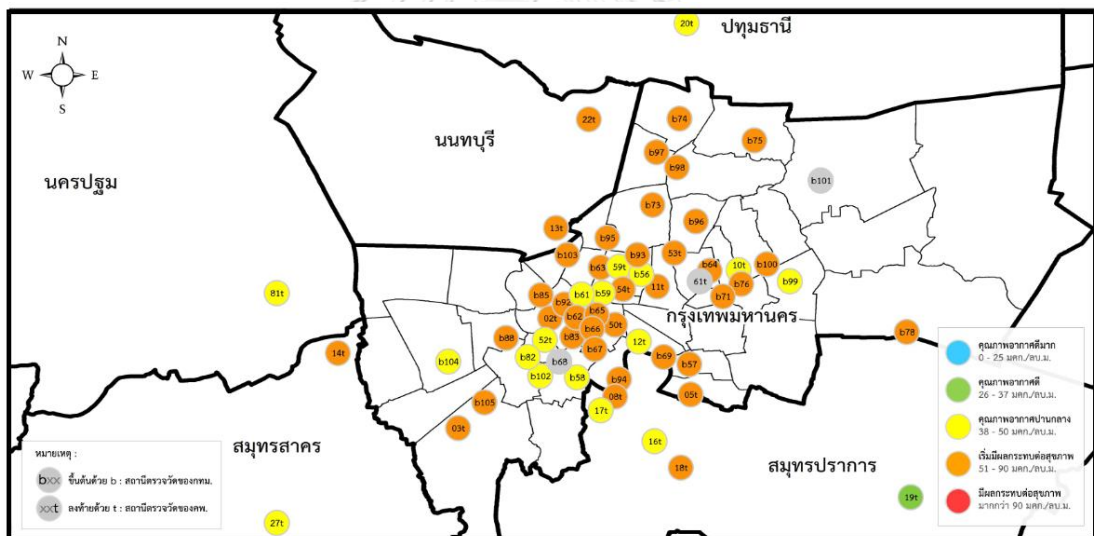 20t
ปทุมธานี
N
W E
S
22t
b74
นนทบุรี
b75
b97
b98
นครปฐม
b101
b73
b96
13t
b95
b103
b93
53t
b63
59t
b56
b64
10t
b100
61t
b76
b99
81t
b85
b61
b59
54t
11t
b71
b92
02t
b62
b65
กรุงเทพมหานคร
b66
50t
b78
b88
52t
b83
12t
14t
b82
b67
b69
b104
b68
b57
b102
b58
b94
08t
05t
b105
17t
03t
16t
สมุทรสาคร
18t
สมุทรปราการ
19t
27t
คุณภาพอากาศดีมาก
0 - 25 มคก./ลบ.ม.
คุณภาพอากาศดี
26 - 37 มคก./ลบ.ม.
คุณภาพอากาศปานกลาง
38 - 50 มคก./ลบ.ม.
เริ่มมีผลกระทบต่อสุขภาพ
51 - 90 มคก./ลบ.ม.
มีผลกระทบต่อสุขภาพ
มากกว่า 90 มคก./ลบ.ม.
หมายเหตุ :
bxx ขึ้นต้นด้วย b : สถานีตรวจวัดของกทม.
xxt ลงท้ายด้วย t : สถานีตรวจวัดของคพ.